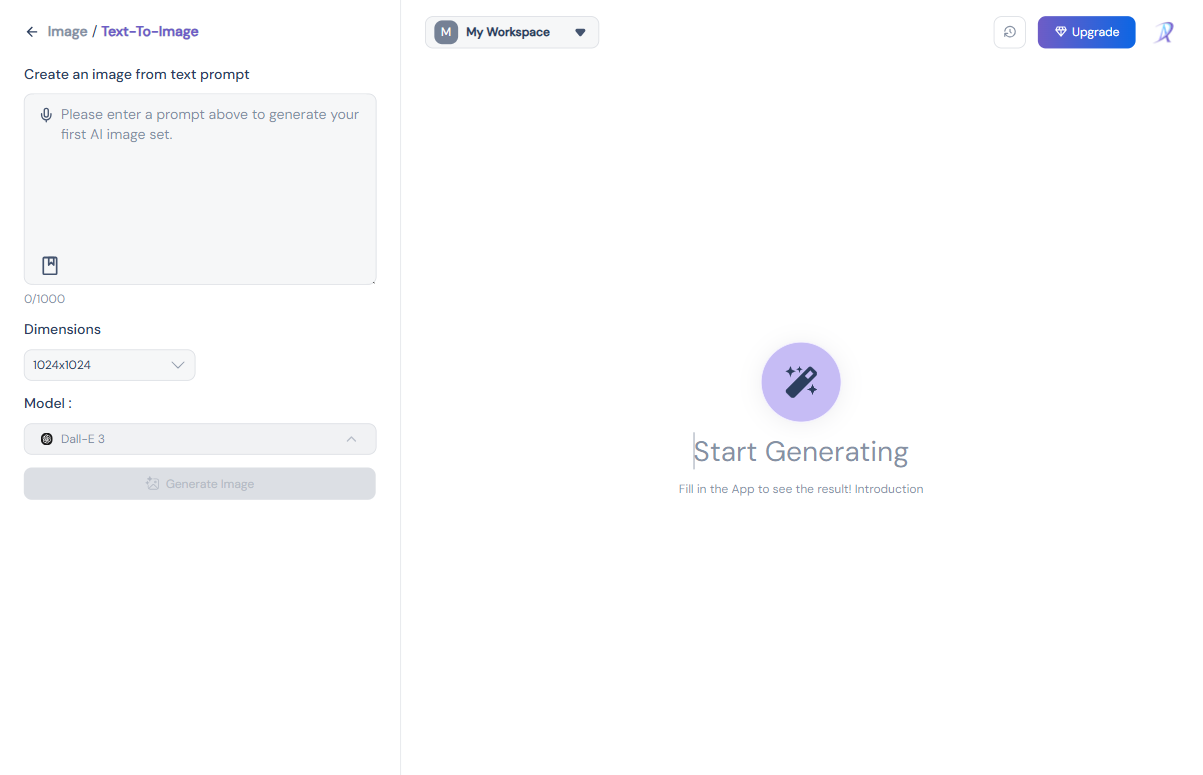 Image / Text-To-Image
Create an image from text prompt
Please enter a prompt above to generate your
first AI image set.
0/1000
Dimensions
1024x1024
Model :
Dall-E 3
Generate Image
M My Workspace
Upgrade
Start Generating
Fill in the App to see the result! Introduction